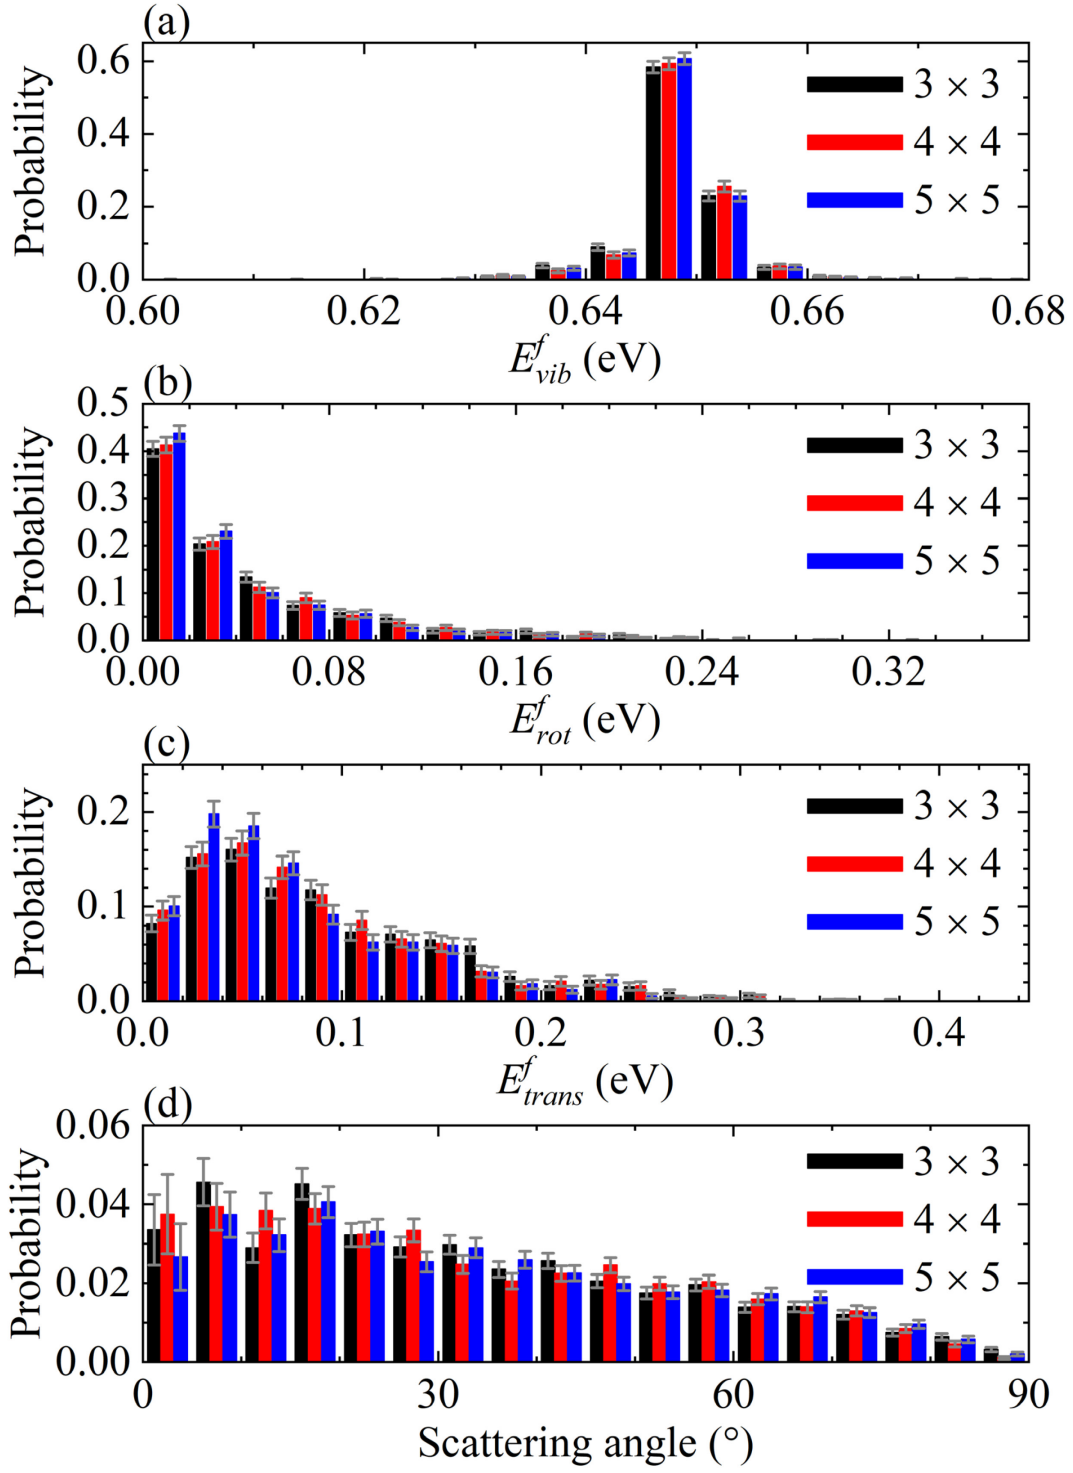 (a)
Probability
0.6
0.4
0.2
0.0
3 × 3
4 × 4
5 × 5
0.60 0.62 0.64 0.66 0.68
E^f_vib (eV)
(b)
Probability
0.5
0.4
0.3
0.2
0.1
0.0
3 × 3
4 × 4
5 × 5
0.00 0.08 0.16 0.24 0.32
E^f_rot (eV)
(c)
Probability
0.2
0.1
0.0
3 × 3
4 × 4
5 × 5
0.0 0.1 0.2 0.3 0.4
E^f_trans (eV)
(d)
Probability
0.06
0.04
0.02
0.00
3 × 3
4 × 4
5 × 5
0 30 60 90
Scattering angle (°)